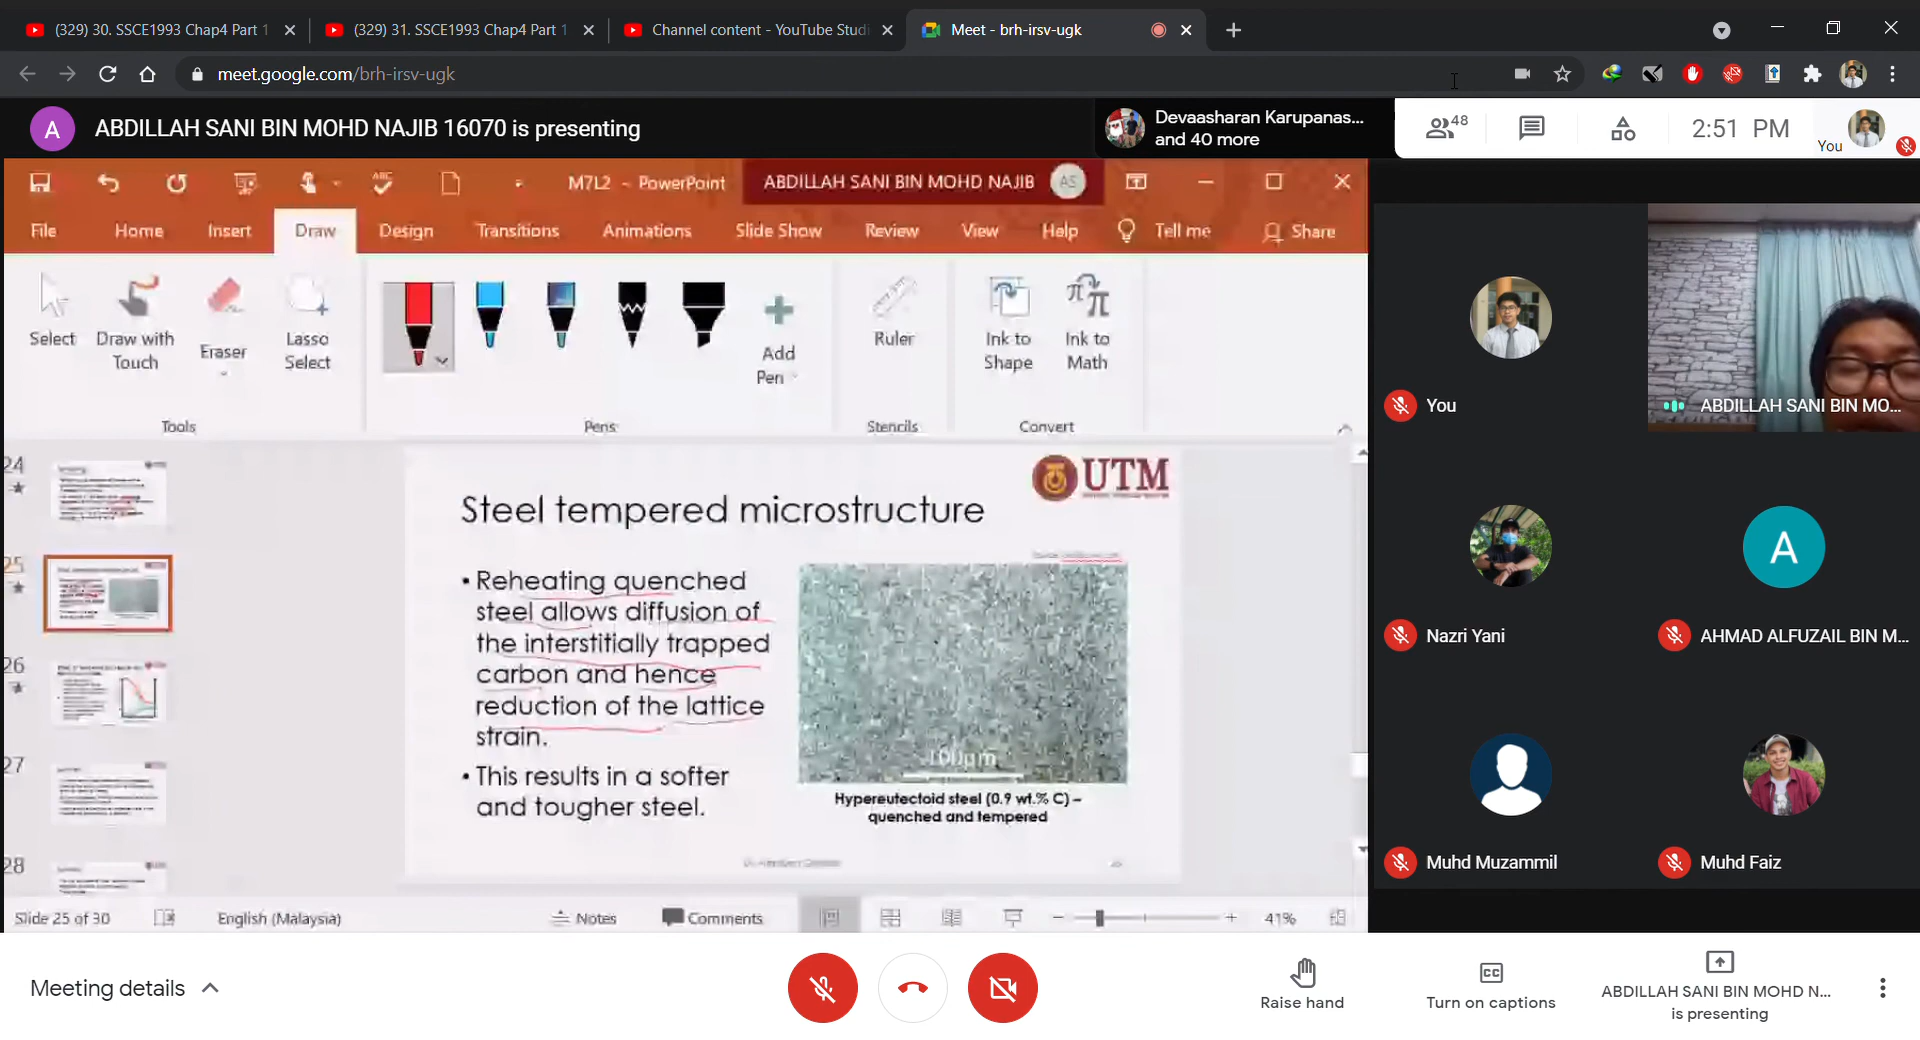 (329) 30. SSCE1993 Chap4 Part 1
(329) 31. SSCE1993 Chap4 Part 1
Channel content - YouTube Studi
Meet - brh-irsv-ugk
meet.google.com/brh-irsv-ugk
A
ABDILLAH SANI BIN MOHD NAJIB 16070 is presenting
Devaasharan Karupanas...
and 40 more
48
2:51 PM
You
M7L2 - PowerPoint
ABDILLAH SANI BIN MOHD NAJIB
AS
File
Home
Insert
Draw
Design
Transitions
Animations
Slide Show
Review
View
Help
Tell me
Share
Select
Draw with
Touch
Eraser
Lasso
Select
Add
Pen
Ruler
Ink to
Shape
Ink to
Math
Tools
Pens
Stencils
Convert
24
25
26
27
28
UTM
Steel tempered microstructure
• Reheating quenched
steel allows diffusion of
the interstitially trapped
carbon and hence
reduction of the lattice
strain.
• This results in a softer
and tougher steel.
100µm
Hypereutectoid steel (0.9 wt.% C) –
quenched and tempered
Slide 25 of 30
English (Malaysia)
Notes
Comments
41%
You
ABDILLAH SANI BIN MO...
Nazri Yani
A
AHMAD ALFUZAIL BIN M...
Muhd Muzammil
Muhd Faiz
Meeting details
Raise hand
CC
Turn on captions
ABDILLAH SANI BIN MOHD N...
is presenting